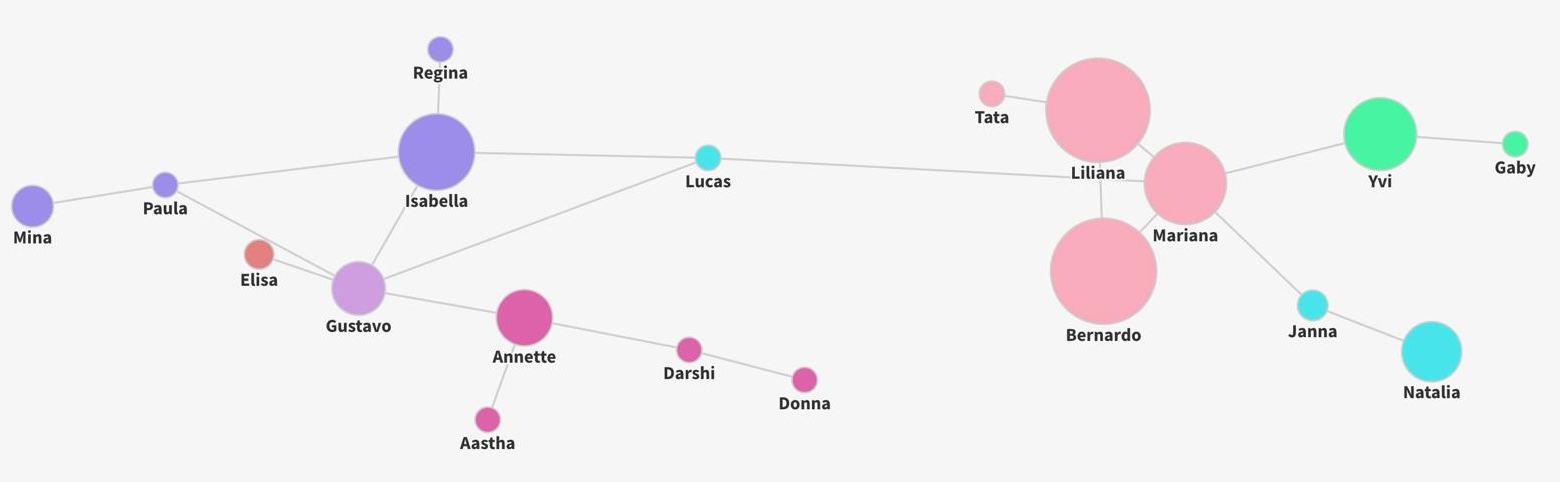 Regina
Tata
Liliana
Gaby
Lucas
Yvi
Isabella
Paula
Mina
Mariana
Elisa
Gustavo
Janna
Bernardo
Annette
Darshi
Natalia
Donna
Aastha